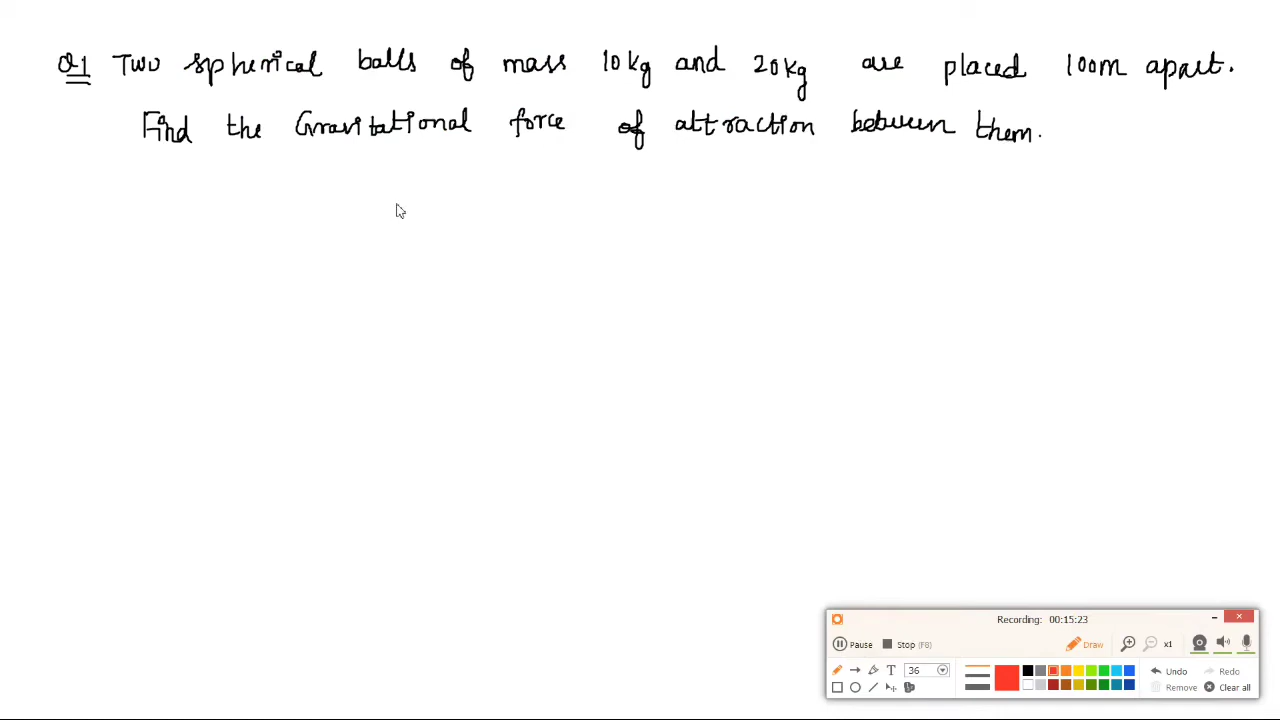 Q.1 Two spherical balls of mass 10kg and 20kg are placed 100m apart.
Find the Gravitational force of attraction between them.
Recording: 00:15:23
Pause Stop (F8) Draw x1
T 36 Undo Redo
Remove Clear all